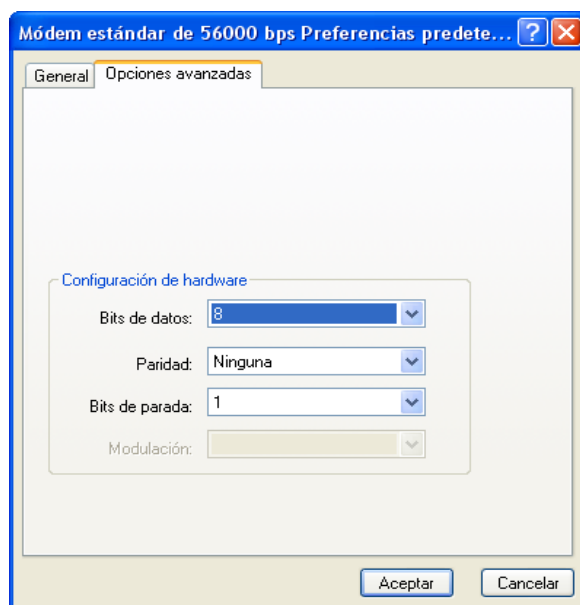 Módem estándar de 56000 bps Preferencias predete...
General Opciones avanzadas
Configuración de hardware
Bits de datos: 8
Paridad: Ninguna
Bits de parada: 1
Modulación:
Aceptar Cancelar